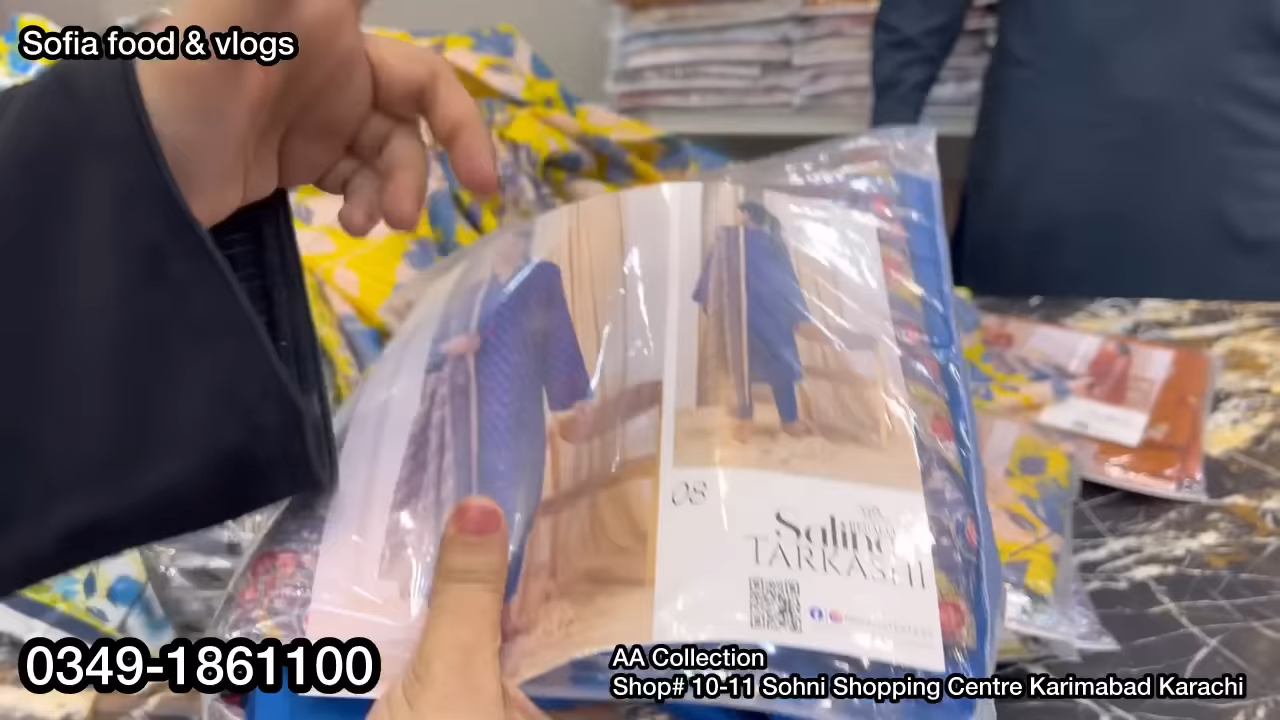 Sofia food & vlogs
08
TARKASHI
0349-1861100
AA Collection
Shop# 10-11 Sohni Shopping Centre Karimabad Karachi